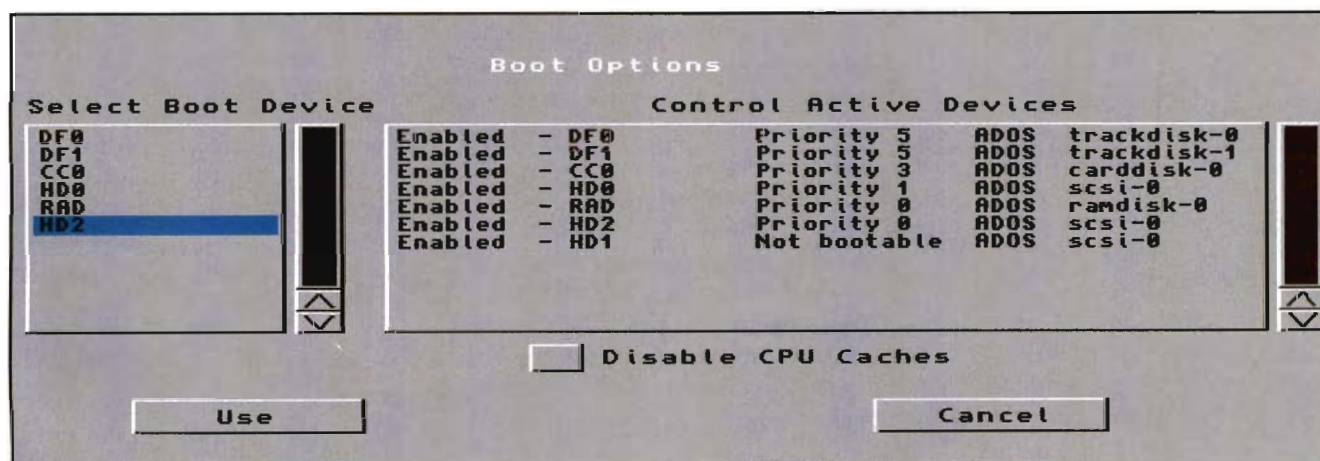 Boot Options
Select Boot Device
DF0
DF1
CC0
HD0
RAD
HD2
Control Active Devices
Enabled - DF0 Priority 5 ADOS trackdisk-0
Enabled - DF1 Priority 5 ADOS trackdisk-1
Enabled - CC0 Priority 3 ADOS carddisk-0
Enabled - HD0 Priority 1 ADOS scsi-0
Enabled - RAD Priority 0 ADOS ramdisk-0
Enabled - HD2 Priority 0 ADOS scsi-0
Enabled - HD1 Not bootable ADOS scsi-0
Disable CPU Caches
Use
Cancel